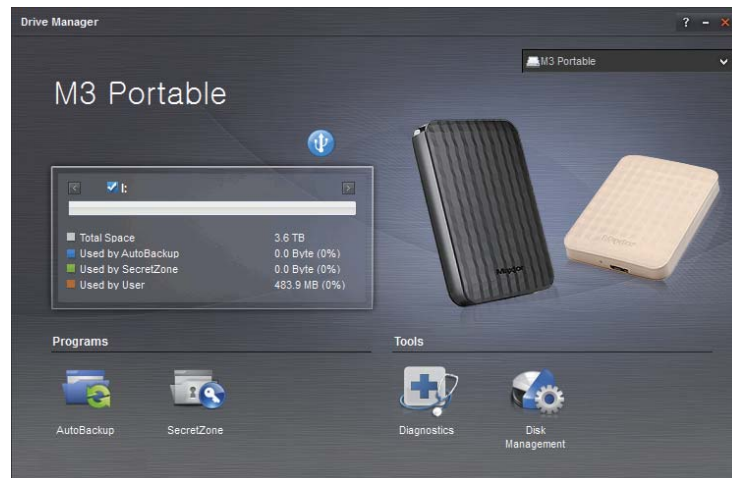 Drive Manager
? – ×
M3 Portable
M3 Portable
I:
Total Space 3.6 TB
Used by AutoBackup 0.0 Byte (0%)
Used by SecretZone 0.0 Byte (0%)
Used by User 483.9 MB (0%)
Maxtor
Maxtor
Programs
Tools
AutoBackup
SecretZone
Diagnostics
Disk
Management